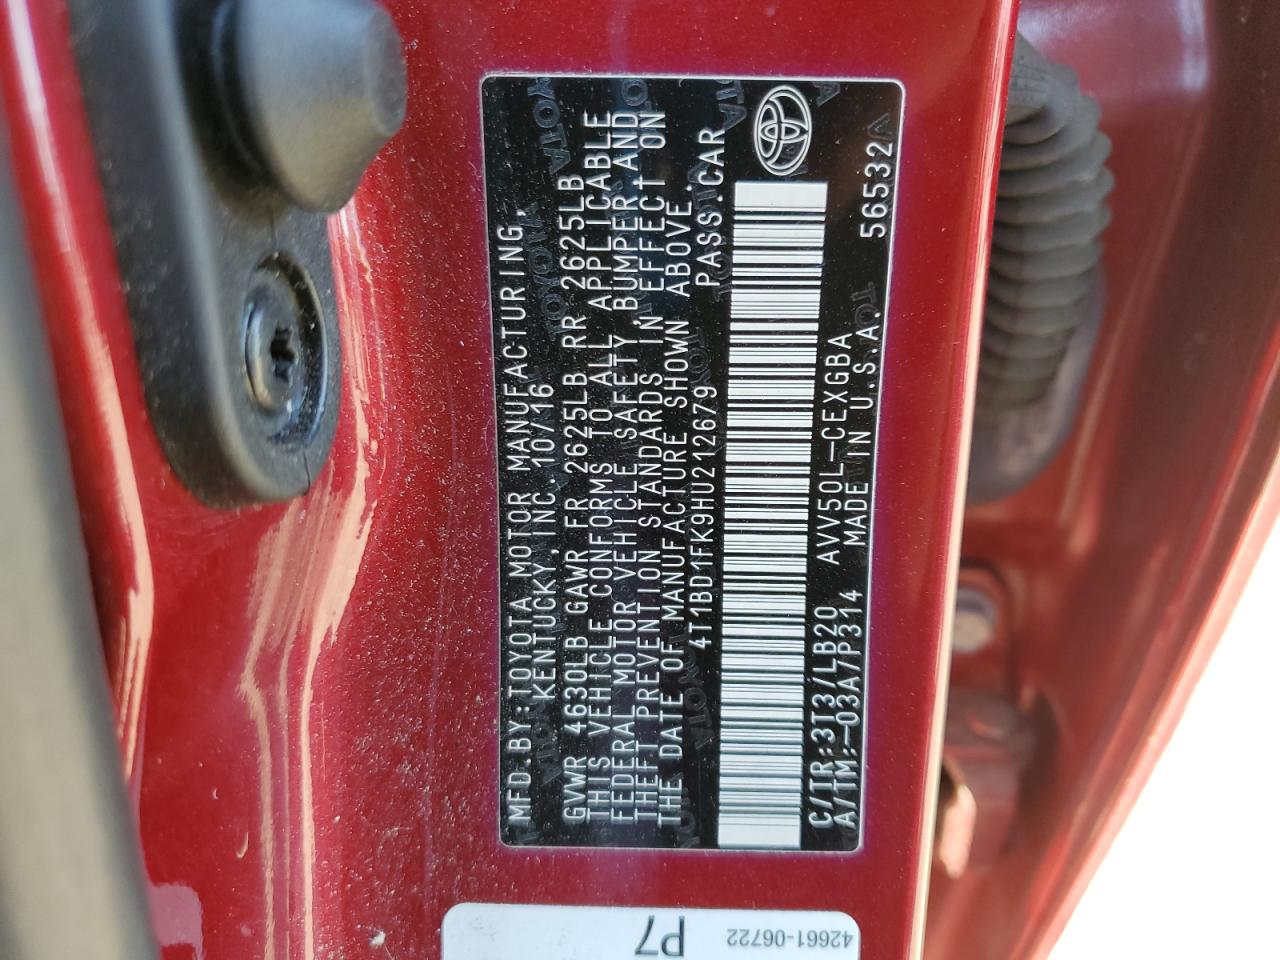 MFD.BY:TOYOTA MOTOR MANUFACTURING,
KENTUCKY,INC. 10/16
GVWR 4630LB GAWR FR 2625LB RR 2625LB
THIS VEHICLE CONFORMS TO ALL APPLICABLE
FEDERAL MOTOR VEHICLE SAFETY,BUMPER,AND
THEFT PREVENTION STANDARDS IN EFFECT ON
THE DATE OF MANUFACTURE SHOWN ABOVE.
4T1BD1FK9HU212679 PASS.CAR
C/TR:3T3/LB20 AVV50L-CEXGBA
A/TM:-03A/P314 MADE IN U.S.A. 56532
P7
42661-06722